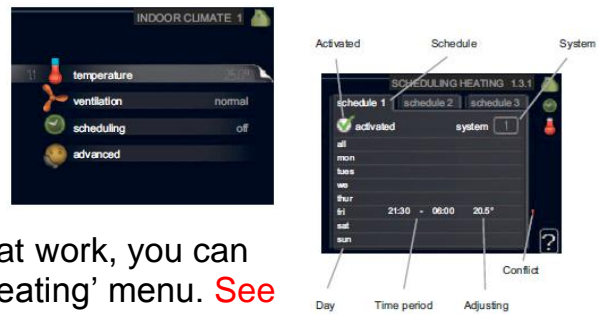 INDOOR CLIMATE 1
1.1 temperature
ventilation normal
scheduling off
advanced
at work, you can
eating’ menu. See
Activated Schedule System
SCHEDULING HEATING 1.3.1
schedule 1 schedule 2 schedule 3
activated system 1
all
mon
tues
we
thur
fri 21:30 - 06:00 20.5°
sat
sun
?
Conflict
Day Time period Adjusting